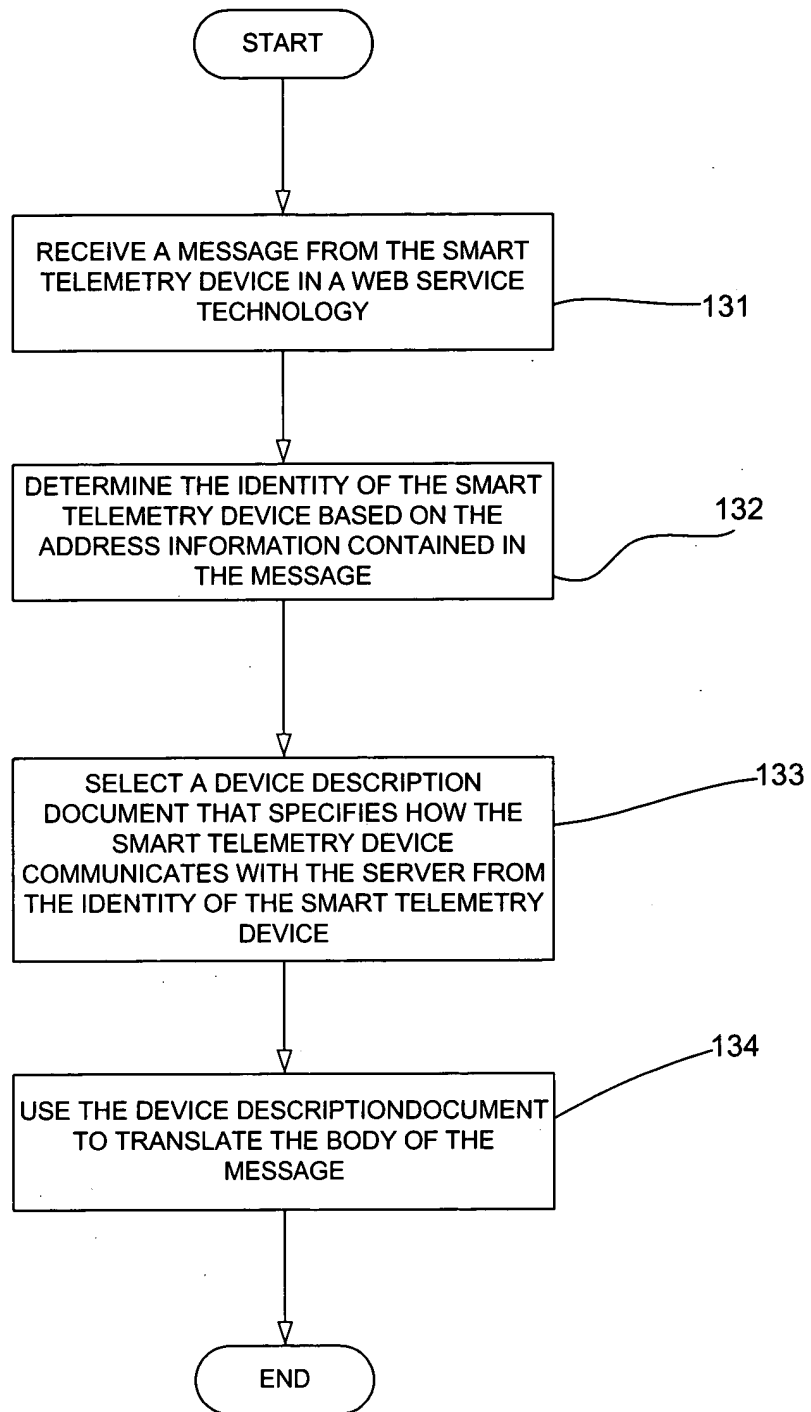 START
RECEIVE A MESSAGE FROM THE SMART
TELEMETRY DEVICE IN A WEB SERVICE
TECHNOLOGY
131
DETERMINE THE IDENTITY OF THE SMART
TELEMETRY DEVICE BASED ON THE
ADDRESS INFORMATION CONTAINED IN
THE MESSAGE
132
SELECT A DEVICE DESCRIPTION
DOCUMENT THAT SPECIFIES HOW THE
SMART TELEMETRY DEVICE
COMMUNICATES WITH THE SERVER FROM
THE IDENTITY OF THE SMART TELEMETRY
DEVICE
133
USE THE DEVICE DESCRIPTIONDOCUMENT
TO TRANSLATE THE BODY OF THE
MESSAGE
134
END